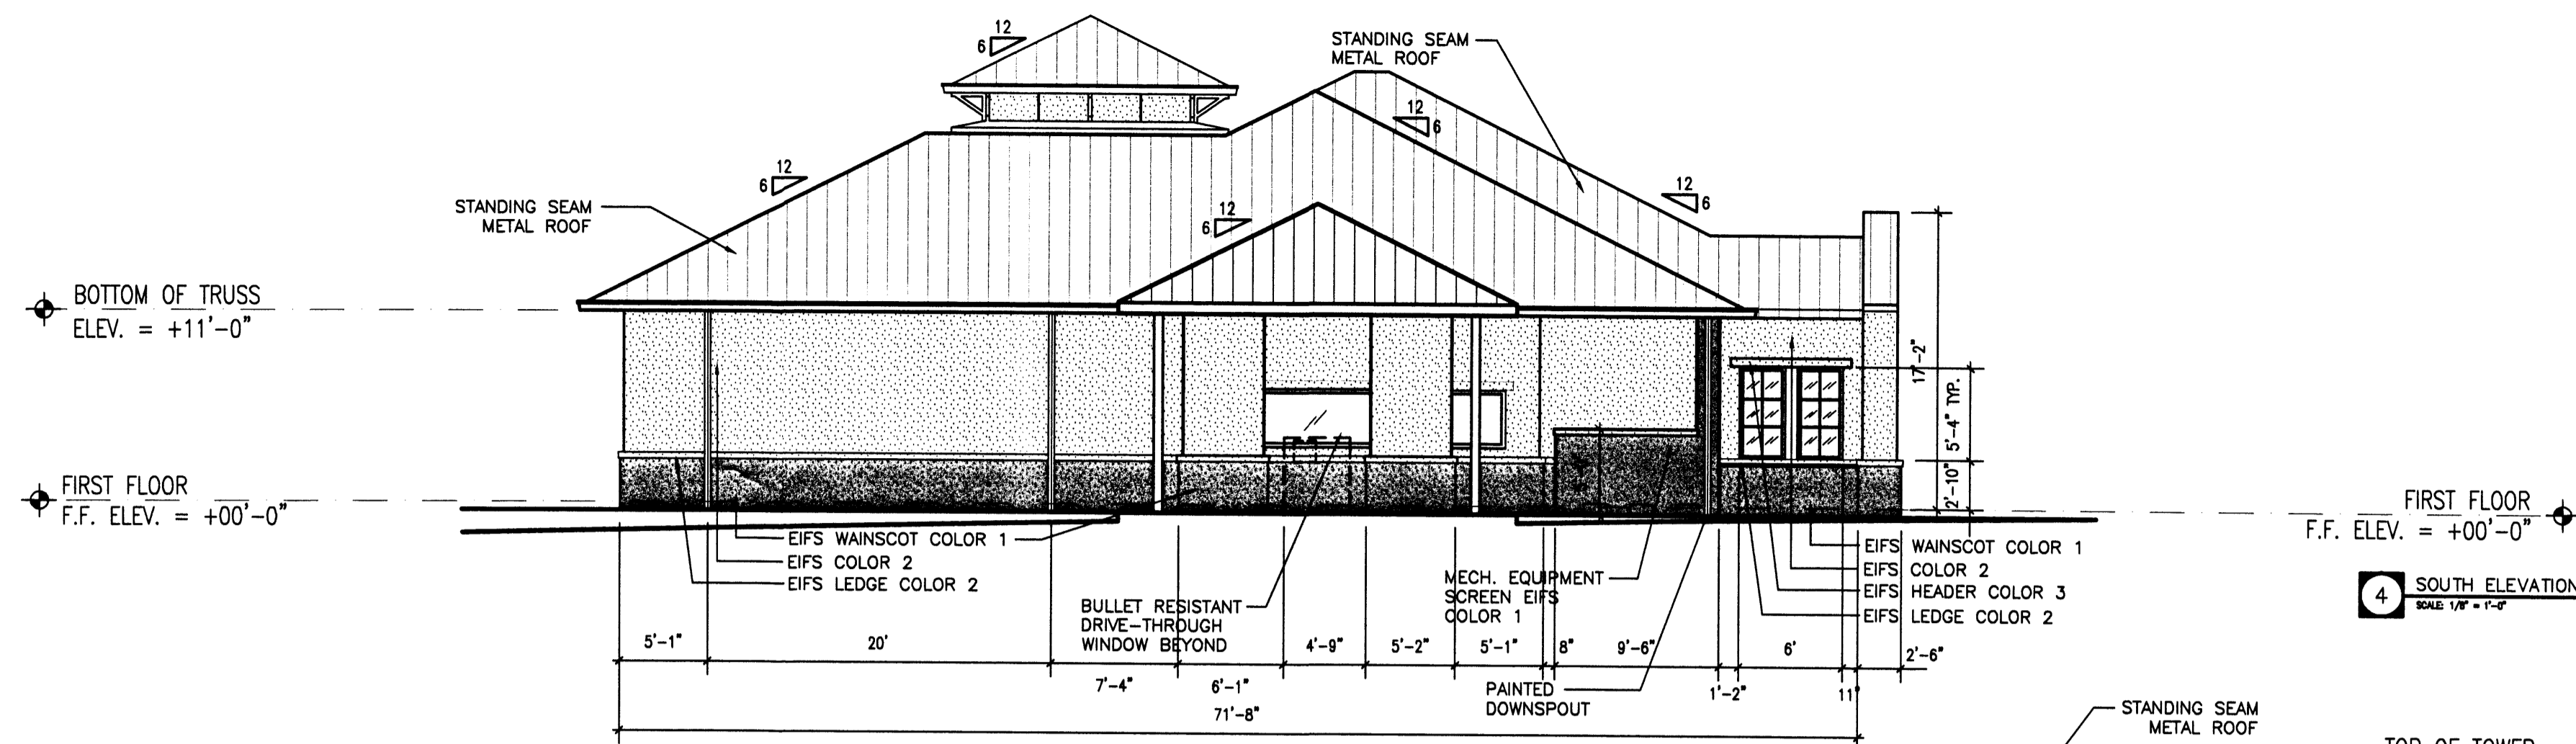 12
6
STANDING SEAM
METAL ROOF
12
6
12
6
12
6
12
6
STANDING SEAM
METAL ROOF
BOTTOM OF TRUSS
ELEV. = +11'-0"
17'-2"
5'-4" TYP.
2'-10"
FIRST FLOOR
F.F. ELEV. = +00'-0"
FIRST FLOOR
F.F. ELEV. = +00'-0"
EIFS WAINSCOT COLOR 1
EIFS COLOR 2
EIFS LEDGE COLOR 2
BULLET RESISTANT
DRIVE-THROUGH
WINDOW BEYOND
MECH. EQUIPMENT
SCREEN EIFS
COLOR 1
EIFS WAINSCOT COLOR 1
EIFS COLOR 2
EIFS HEADER COLOR 3
EIFS LEDGE COLOR 2
4
SOUTH ELEVATION
SCALE: 1/8" = 1'-0"
5'-1"
20'
7'-4"
6'-1"
4'-9"
5'-2"
5'-1"
8"
9'-6"
1'-2"
6'
11"
2'-6"
71'-8"
PAINTED
DOWNSPOUT
STANDING SEAM
METAL ROOF
TOP OF TOWER